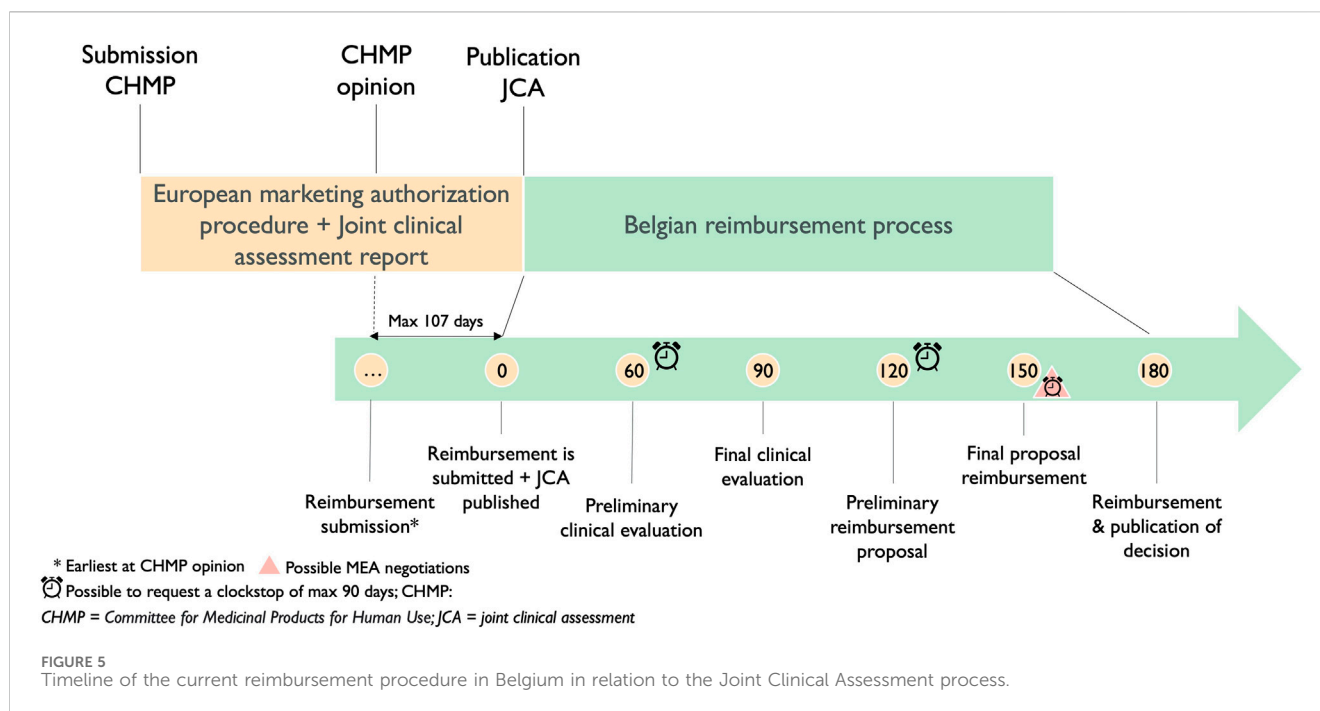 Submission
CHMP
CHMP
opinion
Publication
JCA
European marketing authorization
procedure + Joint clinical
assessment report
Belgian reimbursement process
Max 107 days
...
0
60
90
120
150
180
Reimbursement
submission*
Reimbursement is
submitted + JCA
published
Preliminary
clinical evaluation
Final clinical
evaluation
Preliminary
reimbursement
proposal
Final proposal
reimbursement
Reimbursement
& publication of
decision
* Earliest at CHMP opinion
Possible MEA negotiations
Possible to request a clockstop of max 90 days; CHMP:
CHMP = Committee for Medicinal Products for Human Use; JCA = joint clinical assessment
FIGURE 5
Timeline of the current reimbursement procedure in Belgium in relation to the Joint Clinical Assessment process.